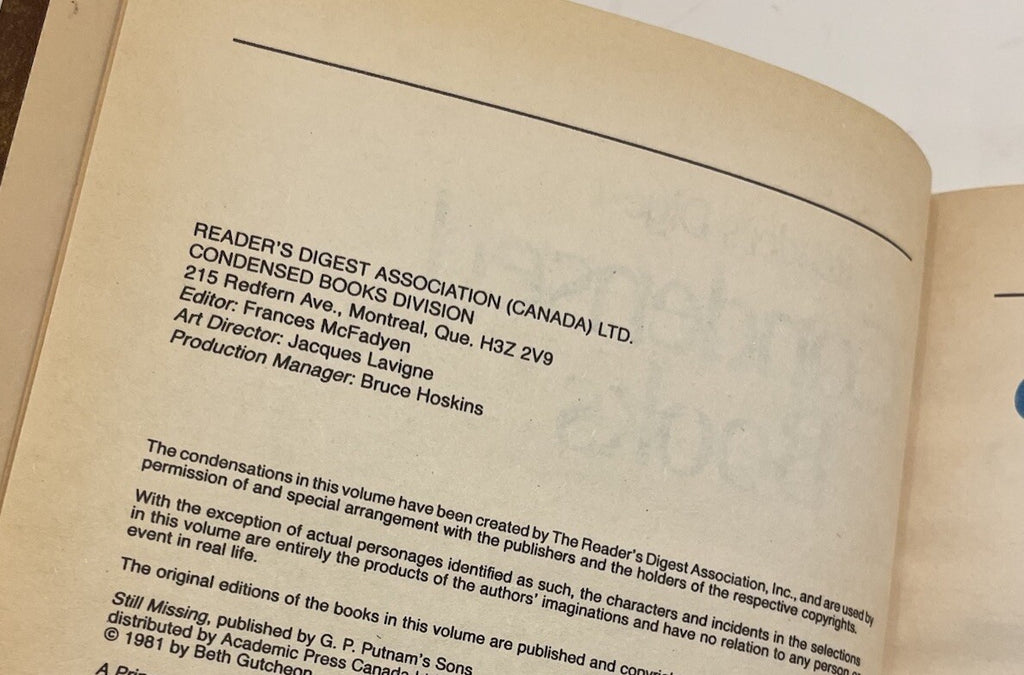 READER'S DIGEST ASSOCIATION (CANADA) LTD.
CONDENSED BOOKS DIVISION
215 Redfern Ave., Montreal, Que. H3Z 2V9
Editor: Frances McFadyen
Art Director: Jacques Lavigne
Production Manager: Bruce Hoskins
The condensations in this volume have been created by The Reader's Digest Association, Inc., and are used by
permission of and special arrangement with the publishers and the holders of the respective copyrights.
With the exception of actual personages identified as such, the characters and incidents in the selections
in this volume are entirely the products of the authors' imaginations and have no relation to any person or
event in real life.
The original editions of the books in this volume are published and
Still Missing, published by G. P. Putnam's Sons
distributed by Academic Press Canada
© 1981 by Beth Gutcheon
A